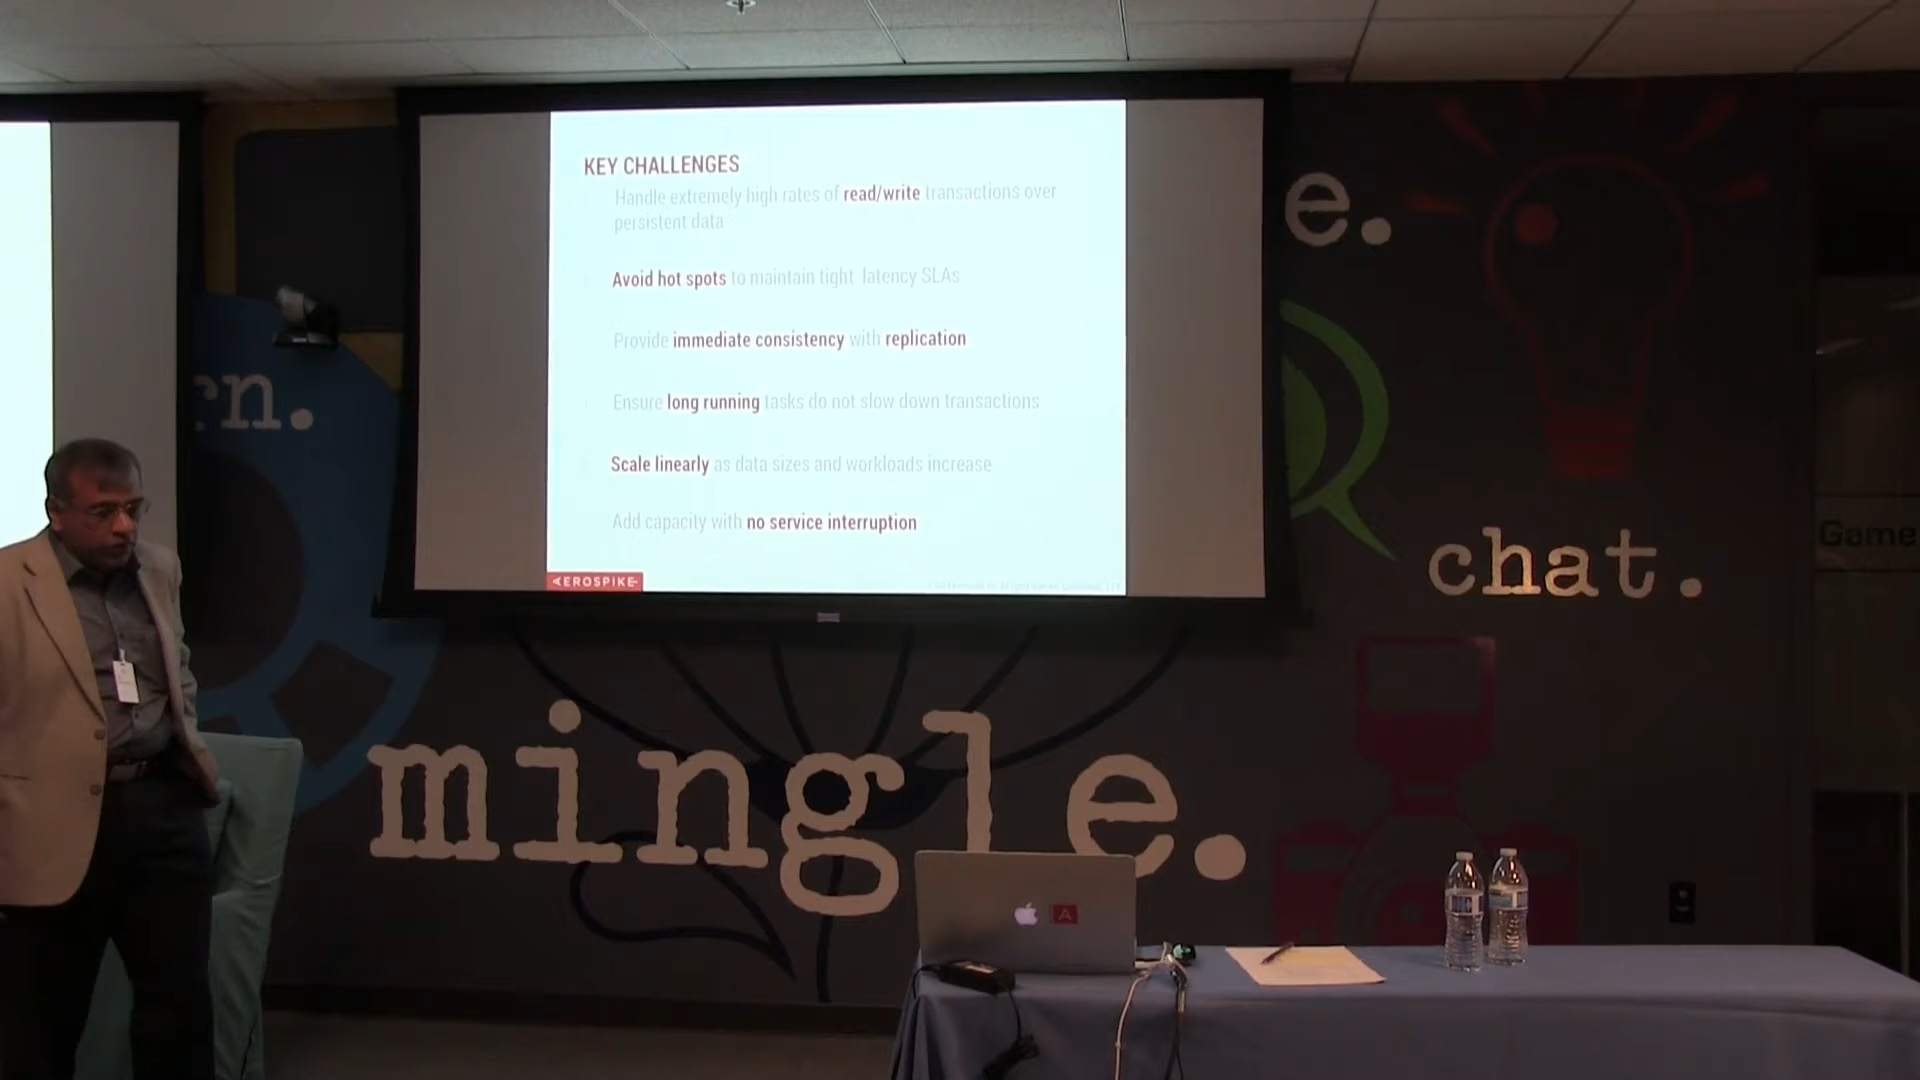 KEY CHALLENGES
Handle extremely high rates of read/write transactions over
persistent data
Avoid hot spots to maintain tight latency SLAs
Provide immediate consistency with replication
Ensure long running tasks do not slow down transactions
Scale linearly as data sizes and workloads increase
Add capacity with no service interruption
AEROSPIKE
e.
rn.
chat.
Game
mingle.
A